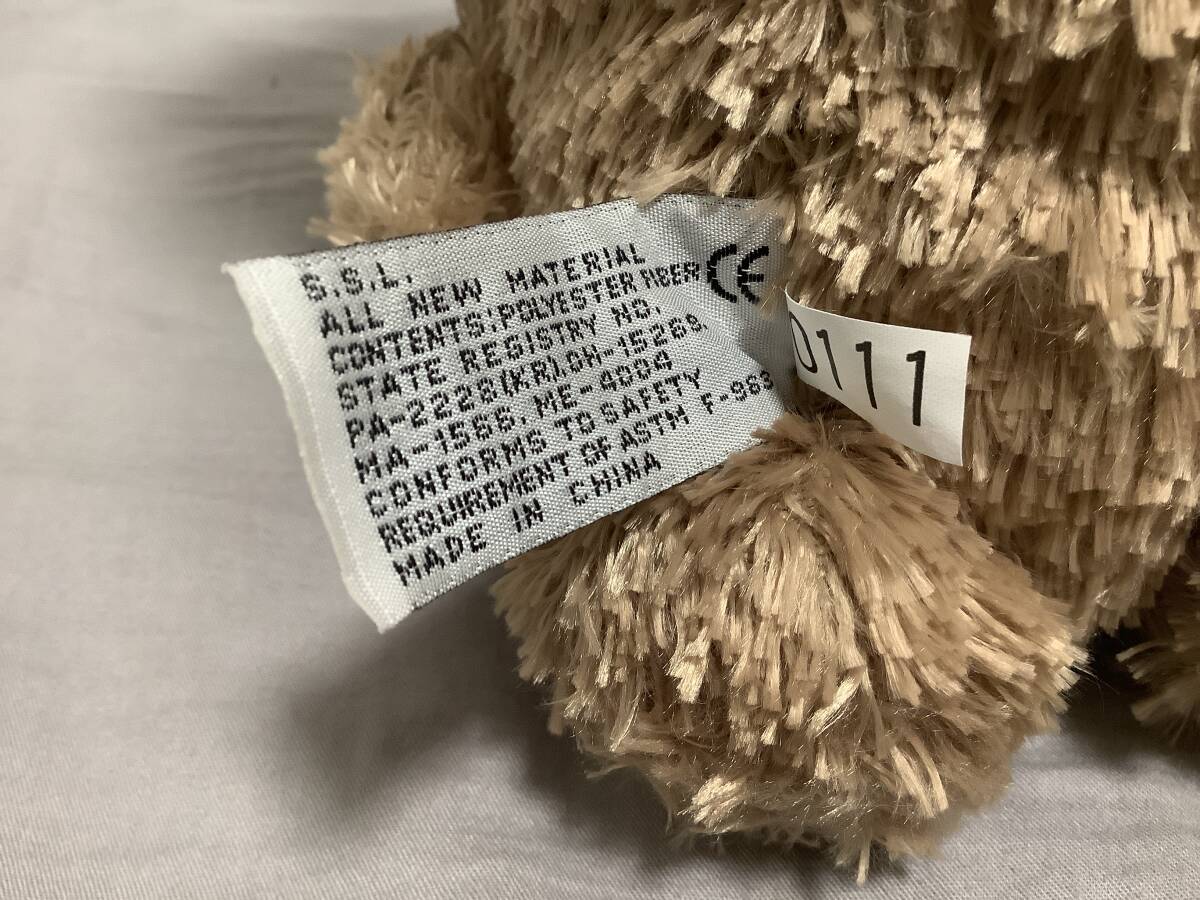 S.S.L.
ALL NEW MATERIAL
CONTENTS:POLYESTER FIBER
STATE REGISTRY NO.
PA-2228(KR),OH-15269,
MA-1566, ME-4004
CONFORMS TO SAFETY
REQUIREMENT OF ASTM F-963
MADE IN CHINA
CE
0111